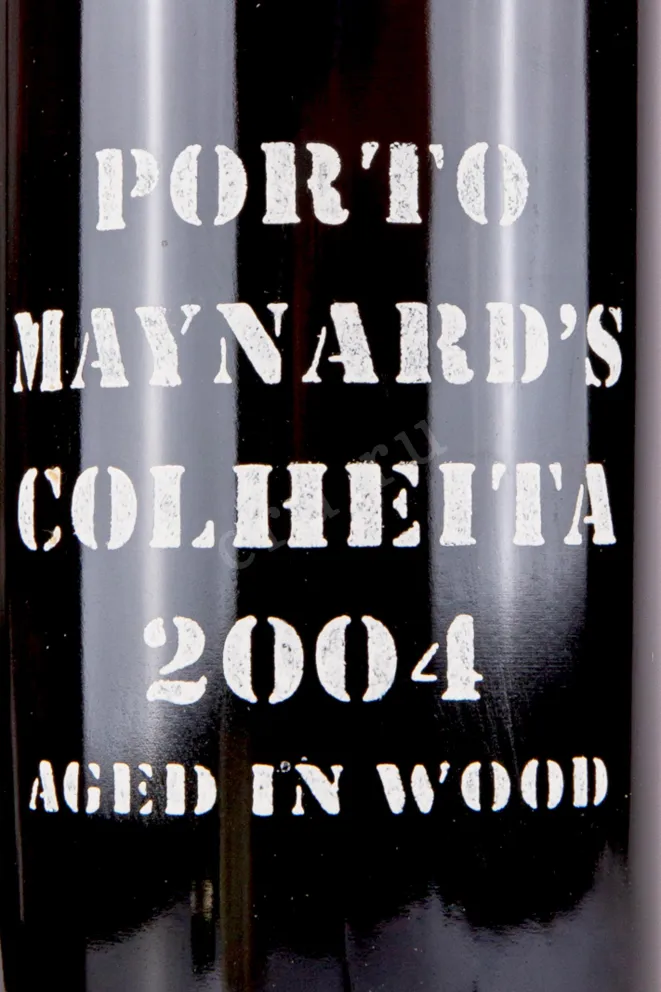 PORTO
MAYNARD'S
COLHEITA
2004
AGED IN WOOD